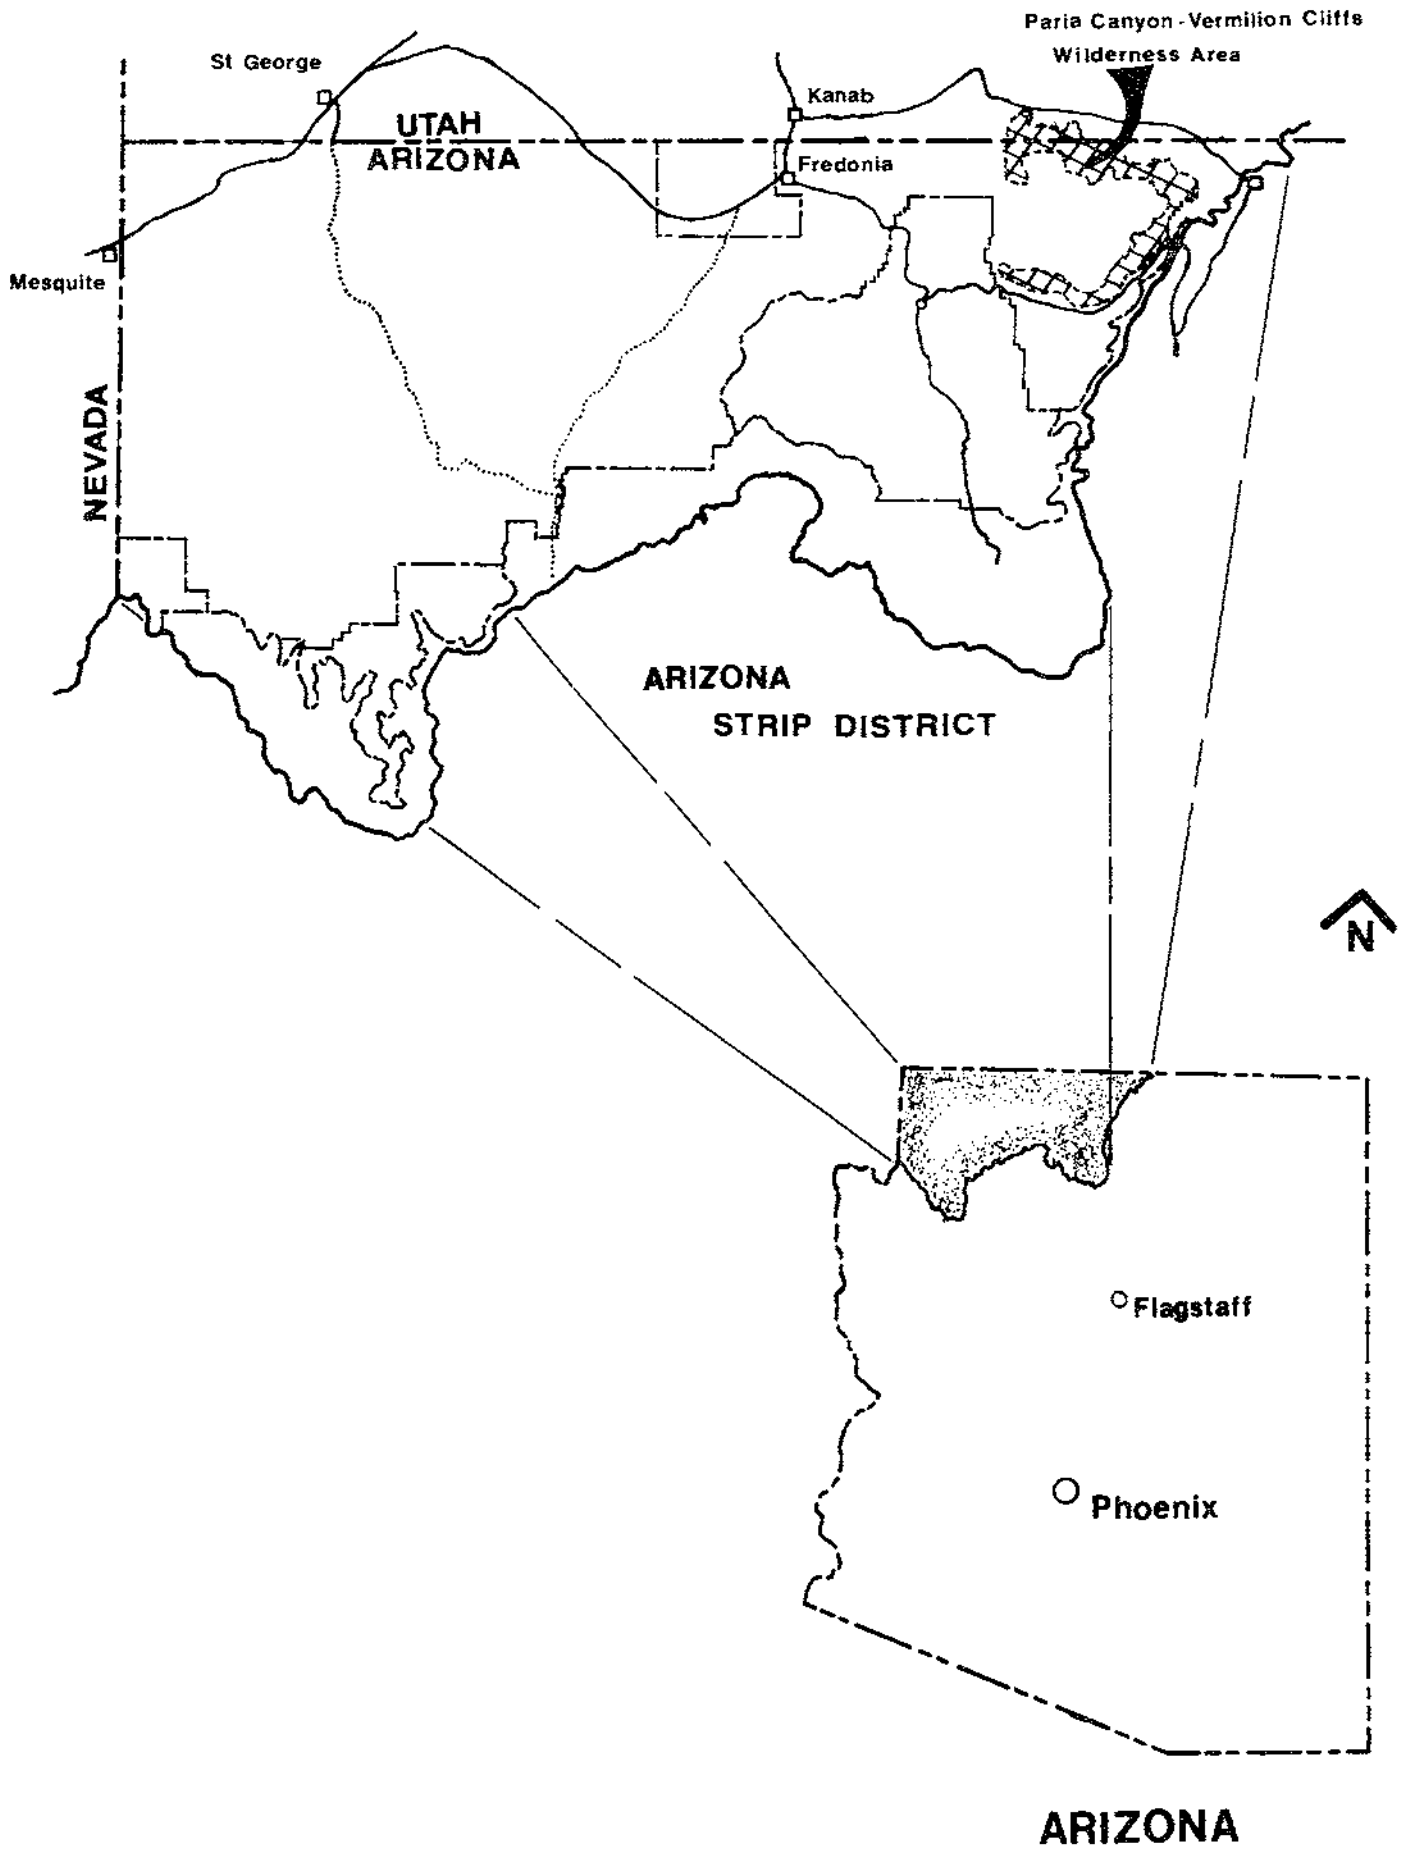 Paria Canyon-Vermilion Cliffs
Wilderness Area
St George
Kanab
UTAH
ARIZONA
Fredonia
Mesquite
NEVADA
ARIZONA
STRIP DISTRICT
N
Flagstaff
Phoenix
ARIZONA